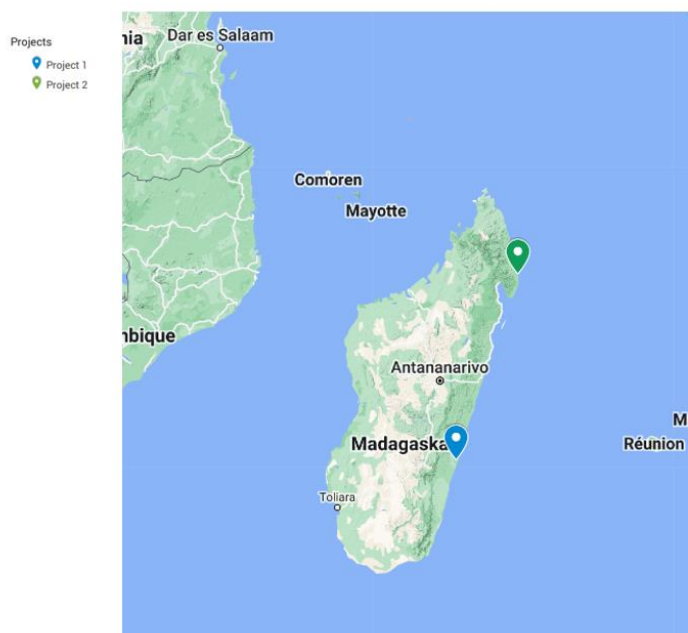 Projects
Project 1
Project 2
nia
Dar es Salaam
Comoren
Mayotte
nbique
Antananarivo
Madagaska
M
Réunion
Toliara